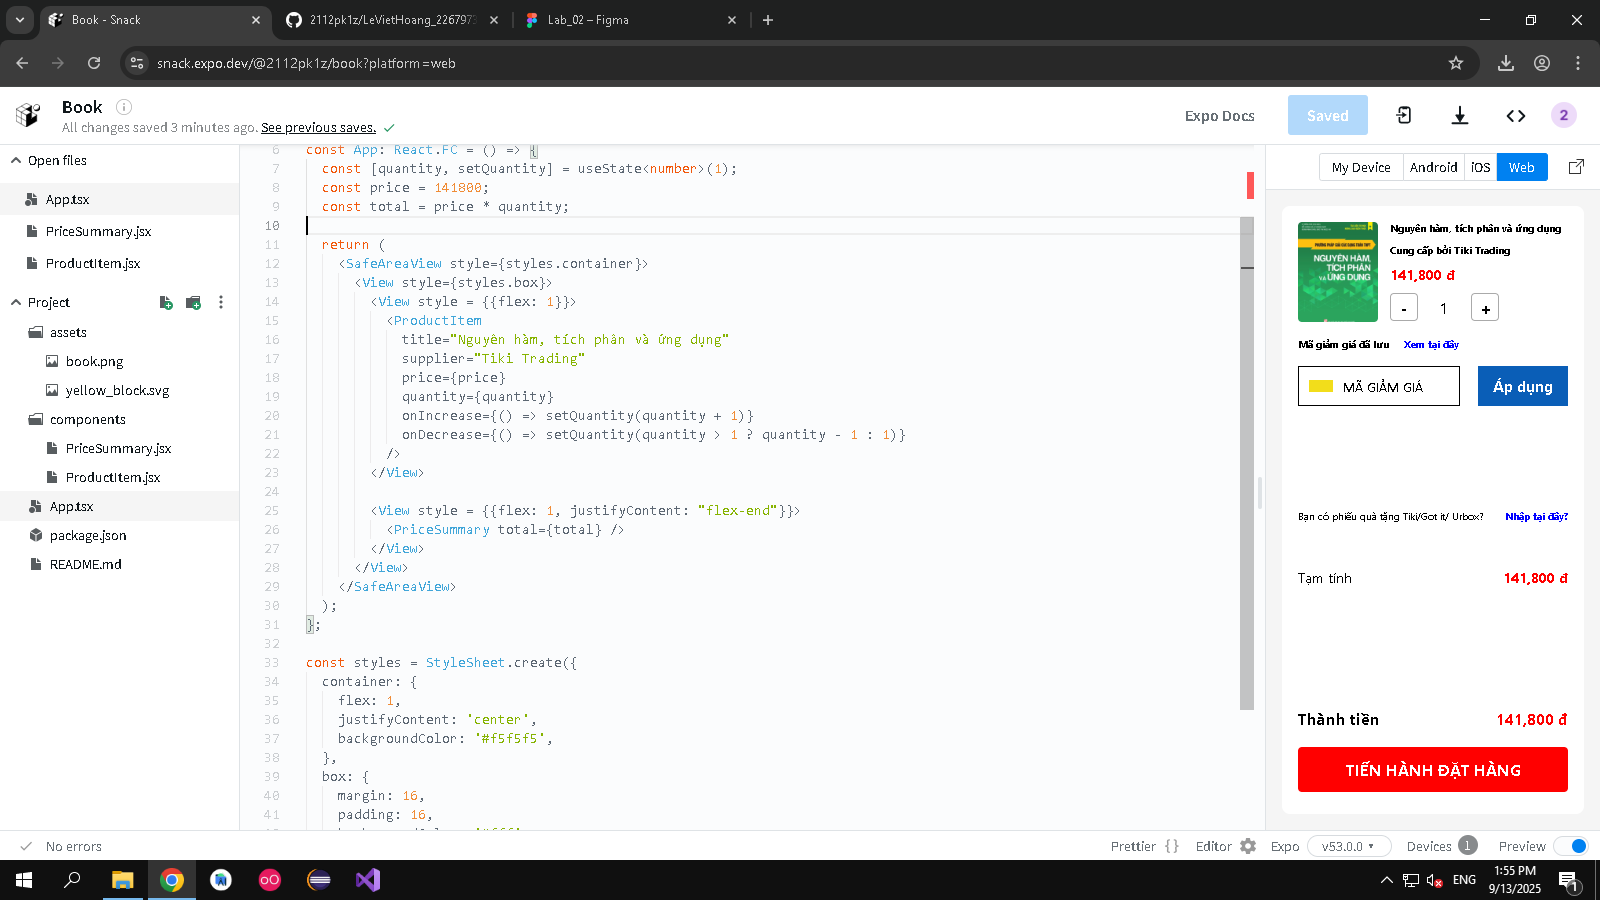 Book - Snack
2112pk1z/LeVietHoang_2267973
Lab_02 – Figma
snack.expo.dev/@2112pk1z/book?platform=web
Book
All changes saved 3 minutes ago. See previous saves.
Expo Docs
Saved
2
Open files
App.tsx
PriceSummary.jsx
ProductItem.jsx
Project
assets
book.png
yellow_block.svg
components
PriceSummary.jsx
ProductItem.jsx
App.tsx
package.json
README.md
6 const App: React.FC = () => {
7 const [quantity, setQuantity] = useState<number>(1);
8 const price = 141800;
9 const total = price * quantity;
10
11 return (
12 <SafeAreaView style={styles.container}>
13 <View style={styles.box}>
14 <View style = {{flex: 1}}>
15 <ProductItem
16 title="Nguyên hàm, tích phân và ứng dụng"
17 supplier="Tiki Trading"
18 price={price}
19 quantity={quantity}
20 onIncrease={() => setQuantity(quantity + 1)}
21 onDecrease={() => setQuantity(quantity > 1 ? quantity - 1 : 1)}
22 />
23 </View>
24
25 <View style = {{flex: 1, justifyContent: "flex-end"}}>
26 <PriceSummary total={total} />
27 </View>
28 </View>
29 </SafeAreaView>
30 );
31 };
32
33 const styles = StyleSheet.create({
34 container: {
35 flex: 1,
36 justifyContent: 'center',
37 backgroundColor: '#f5f5f5',
38 },
39 box: {
40 margin: 16,
41 padding: 16,
My Device
Android
iOS
Web
NGUYÊN HÀM,
TÍCH PHÂN
VÀ ỨNG DỤNG
Nguyên hàm, tích phân và ứng dụng
Cung cấp bởi Tiki Trading
141,800 đ
- 1 +
Mã giảm giá đã lưu Xem tại đây
MÃ GIẢM GIÁ
Áp dụng
Bạn có phiếu quà tặng Tiki/Got it/ Urbox? Nhập tại đây?
Tạm tính 141,800 đ
Thành tiền 141,800 đ
TIẾN HÀNH ĐẶT HÀNG
No errors
Prettier {}
Editor
Expo
v53.0.0
Devices 1
Preview
ENG
1:55 PM
9/13/2025
1